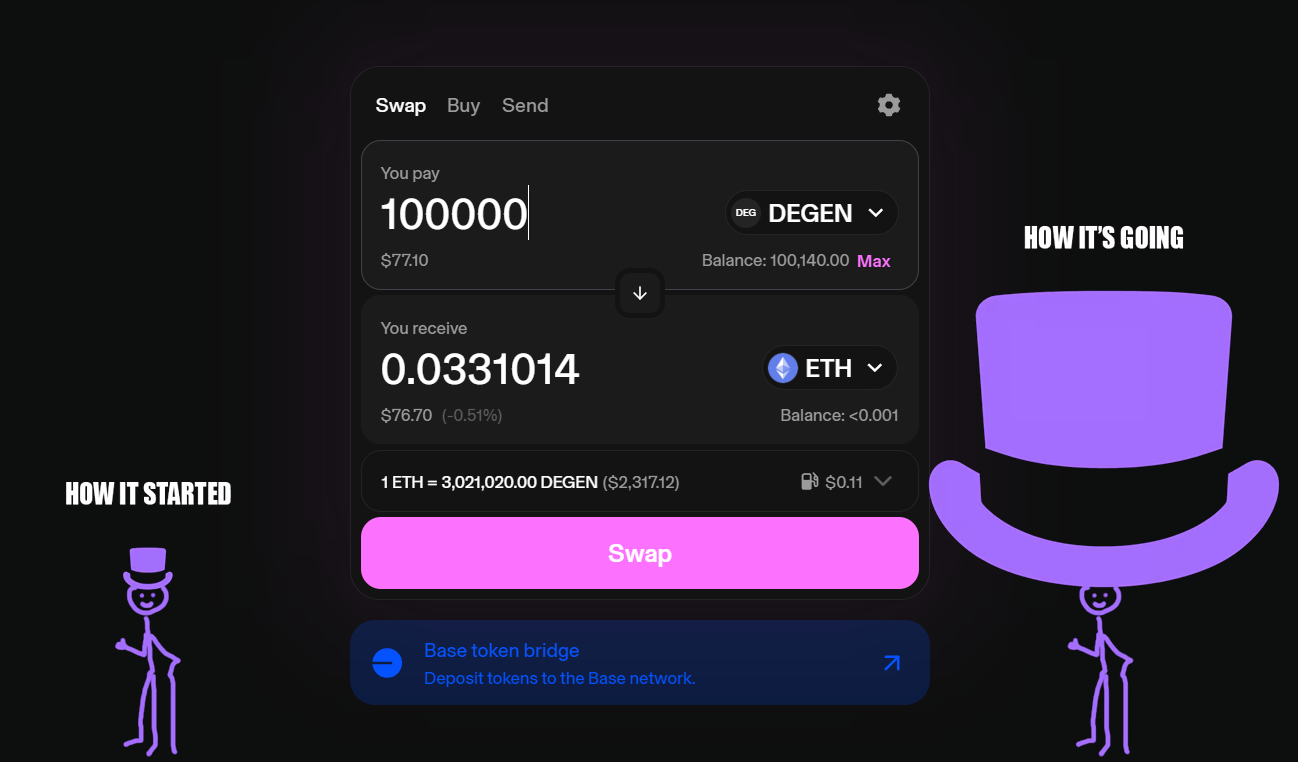 Swap Buy Send
You pay
100000
DEG DEGEN
$77.10
Balance: 100,140.00 Max
You receive
0.0331014
ETH
$76.70 (-0.51%)
Balance: <0.001
1 ETH = 3,021,020.00 DEGEN ($2,317.12)
$0.11
Swap
Base token bridge
Deposit tokens to the Base network.
HOW IT STARTED
HOW IT'S GOING